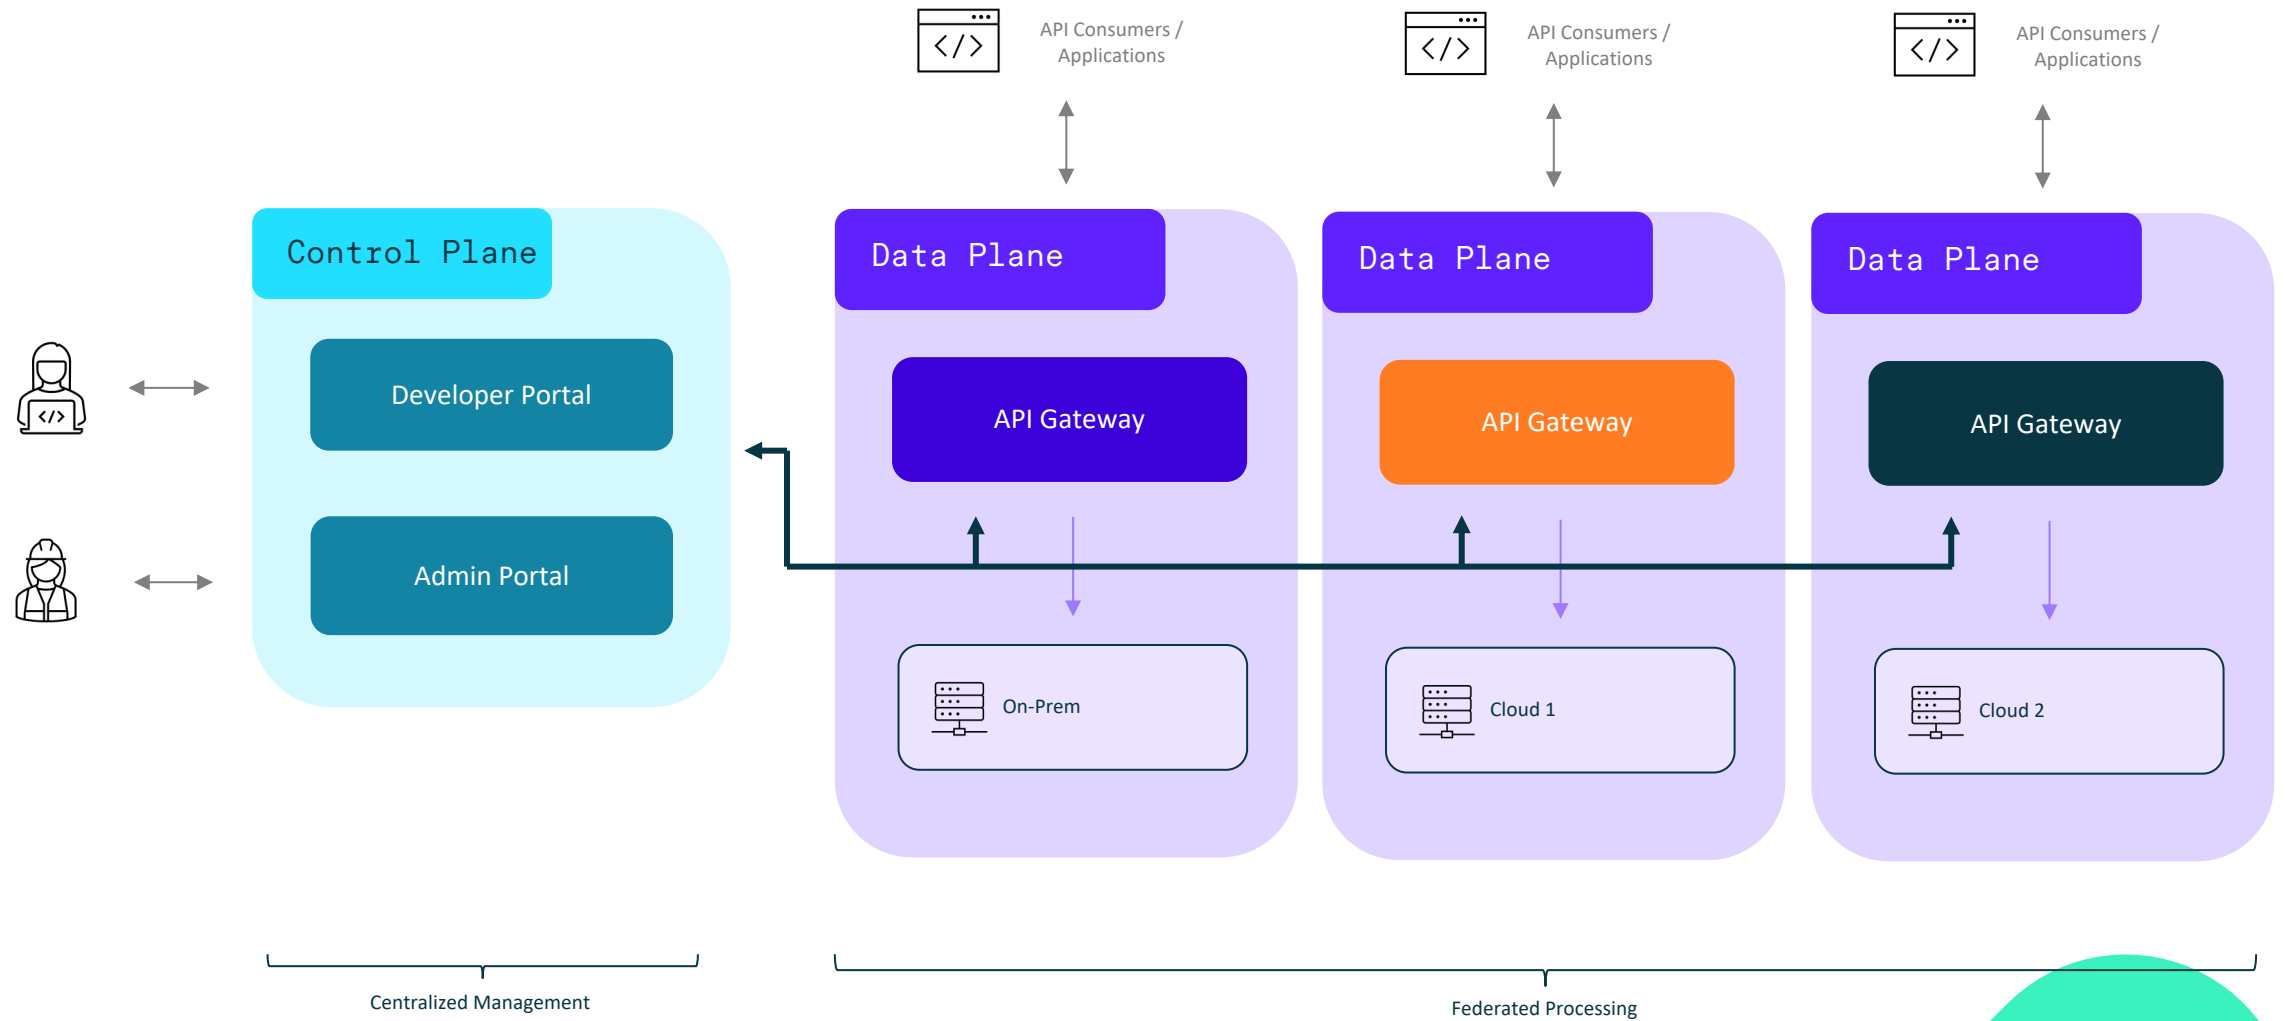 API Consumers /
Applications
API Consumers /
Applications
API Consumers /
Applications
Control Plane
Developer Portal
Admin Portal
Data Plane
API Gateway
On-Prem
Data Plane
API Gateway
Cloud 1
Data Plane
API Gateway
Cloud 2
Centralized Management
Federated Processing